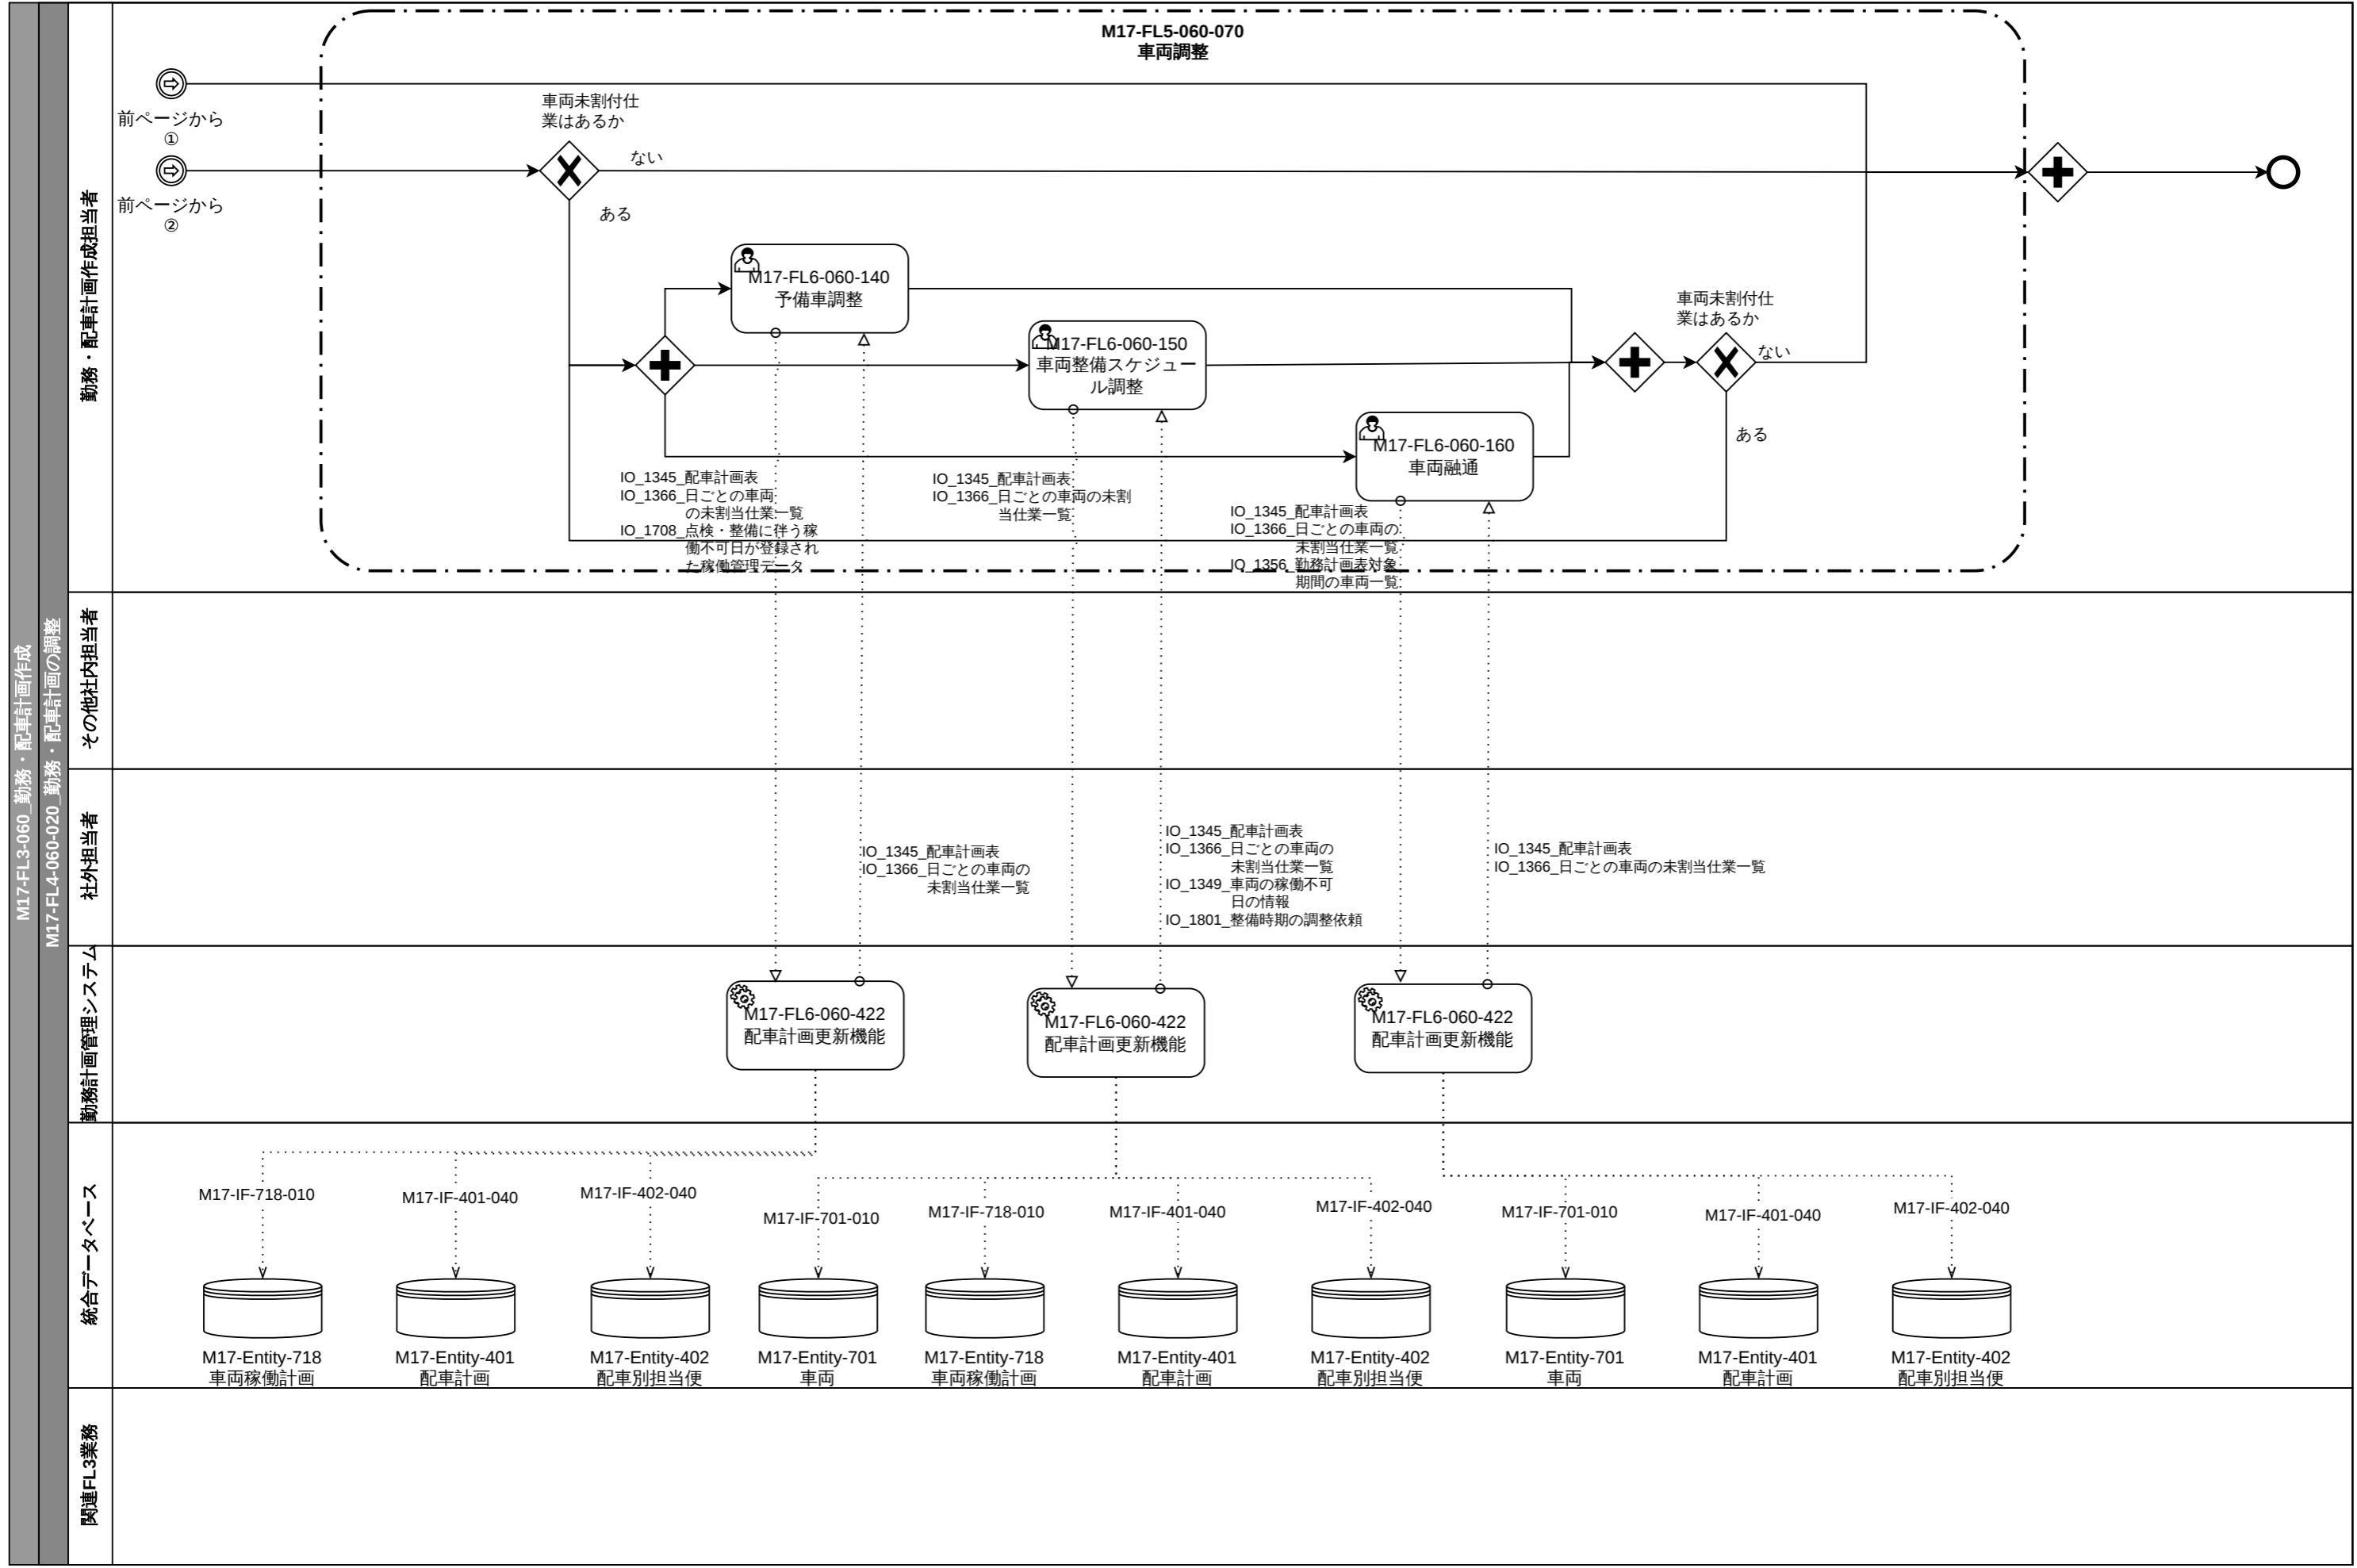 M17-FL3-060_勤務・配車計画作成
M17-FL4-060-020_勤務・配車計画の調整
勤務・配車計画作成担当者
M17-FL5-060-070
車両調整
前ページから
①
前ページから
②
車両未割付仕
業はあるか
ない
ある
M17-FL6-060-140
予備車調整
M17-FL6-060-150
車両整備スケジュー
ル調整
M17-FL6-060-160
車両融通
車両未割付仕
業はあるか
ない
ある
IO_1345_配車計画表
IO_1366_日ごとの車両
の未割当仕業一覧
IO_1708_点検・整備に伴う稼
働不可日が登録され
た稼働管理データ
IO_1345_配車計画表
IO_1366_日ごとの車両の未割
当仕業一覧
IO_1345_配車計画表
IO_1366_日ごとの車両の
未割当仕業一覧
IO_1356_勤務計画表対象
期間の車両一覧
その他社内担当者
社外担当者
IO_1345_配車計画表
IO_1366_日ごとの車両の
未割当仕業一覧
IO_1345_配車計画表
IO_1366_日ごとの車両の
未割当仕業一覧
IO_1349_車両の稼働不可
日の情報
IO_1801_整備時期の調整依頼
IO_1345_配車計画表
IO_1366_日ごとの車両の未割当仕業一覧
勤務計画管理システム
M17-FL6-060-422
配車計画更新機能
M17-FL6-060-422
配車計画更新機能
M17-FL6-060-422
配車計画更新機能
統合データベース
M17-IF-718-010
M17-IF-401-040
M17-IF-402-040
M17-IF-701-010
M17-IF-718-010
M17-IF-401-040
M17-IF-402-040
M17-IF-701-010
M17-IF-401-040
M17-IF-402-040
M17-Entity-718
車両稼働計画
M17-Entity-401
配車計画
M17-Entity-402
配車別担当便
M17-Entity-701
車両
M17-Entity-718
車両稼働計画
M17-Entity-401
配車計画
M17-Entity-402
配車別担当便
M17-Entity-701
車両
M17-Entity-401
配車計画
M17-Entity-402
配車別担当便
関連FL3業務